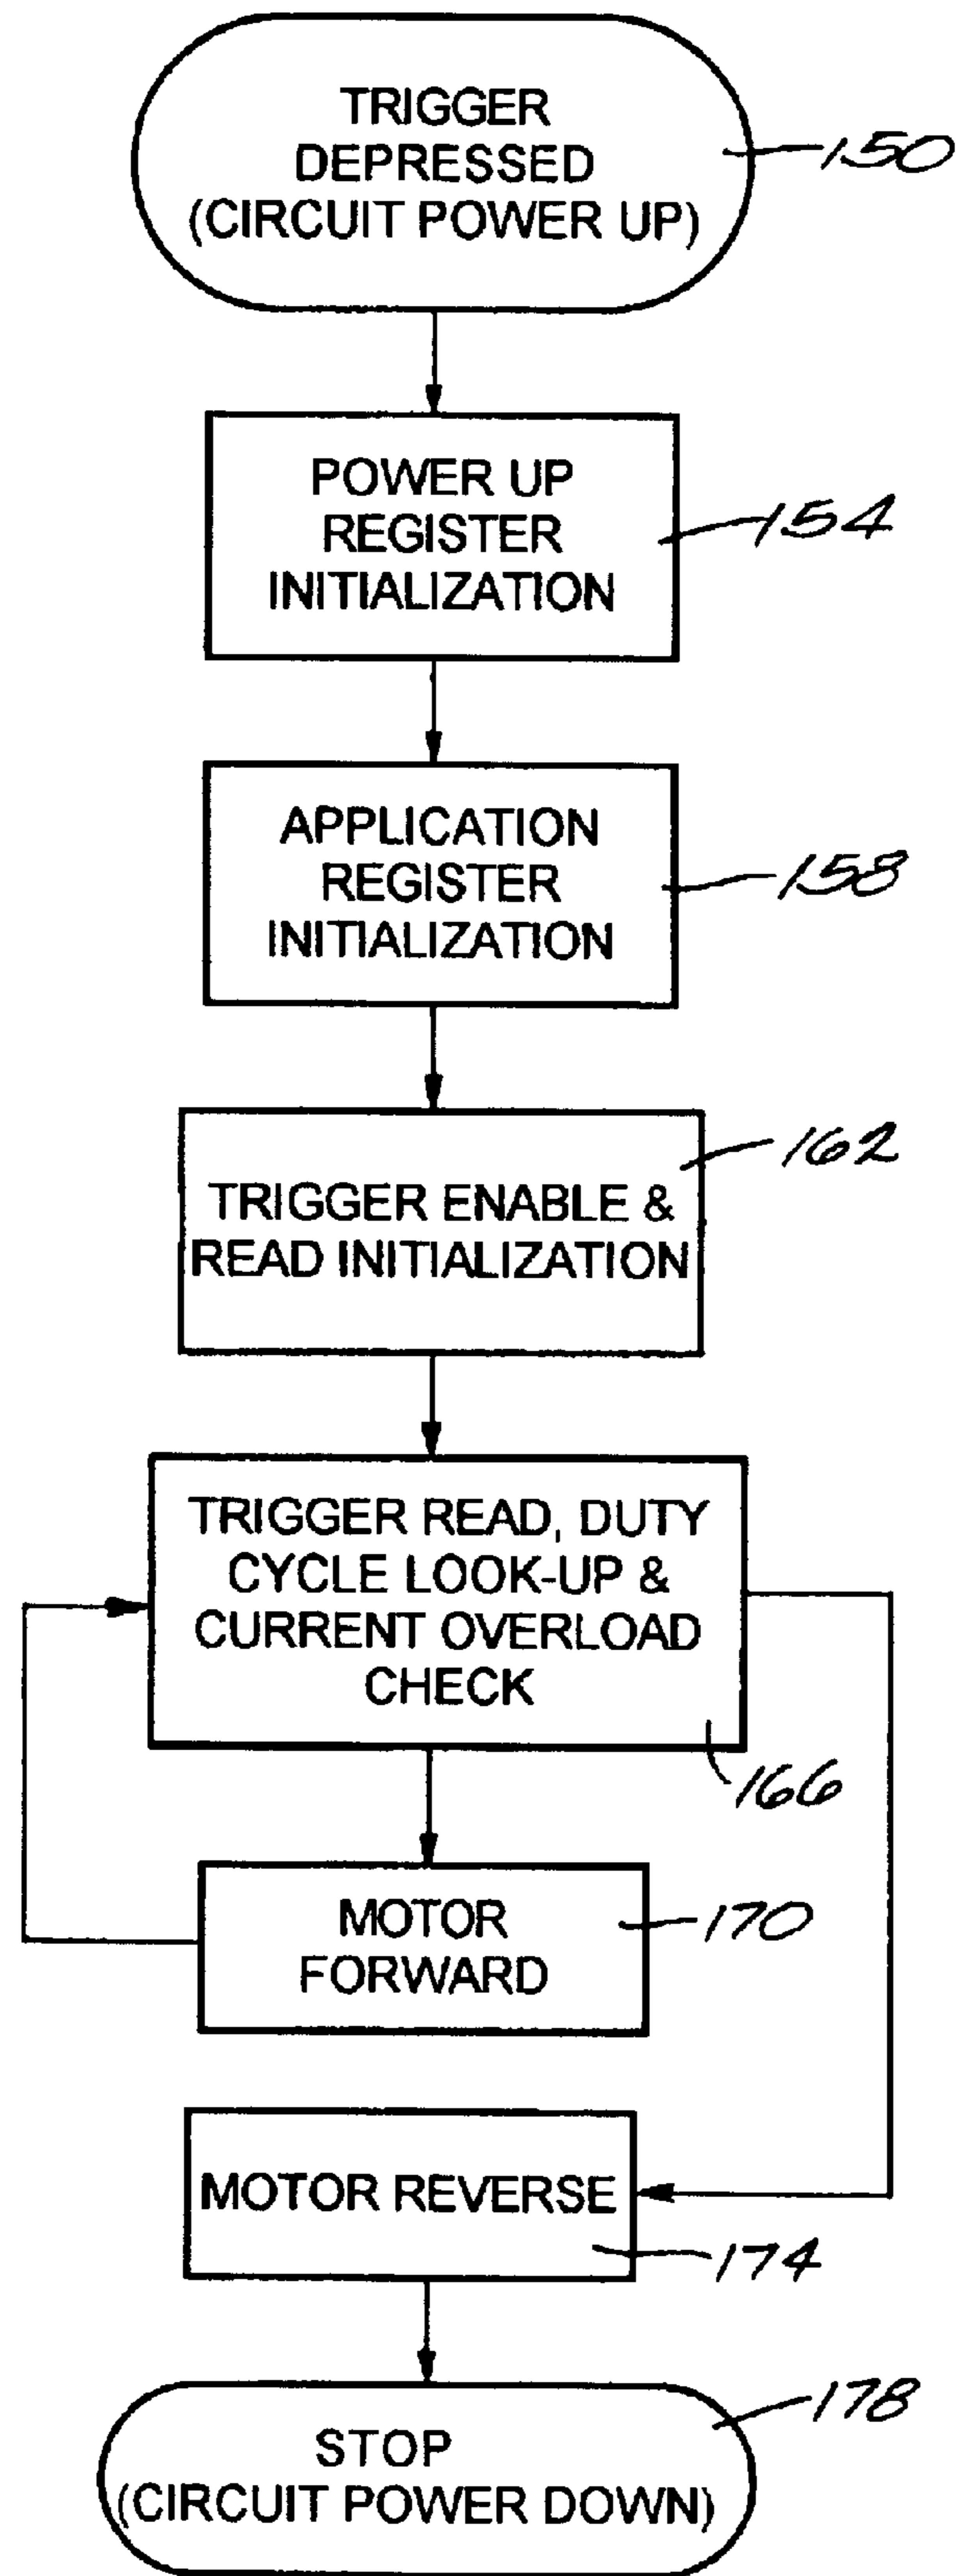 TRIGGER
DEPRESSED
(CIRCUIT POWER UP)
150
POWER UP
REGISTER
INITIALIZATION
154
APPLICATION
REGISTER
INITIALIZATION
158
162
TRIGGER ENABLE &
READ INITIALIZATION
TRIGGER READ, DUTY
CYCLE LOOK-UP &
CURRENT OVERLOAD
CHECK
166
MOTOR
FORWARD
170
MOTOR REVERSE
174
178
STOP
(CIRCUIT POWER DOWN)